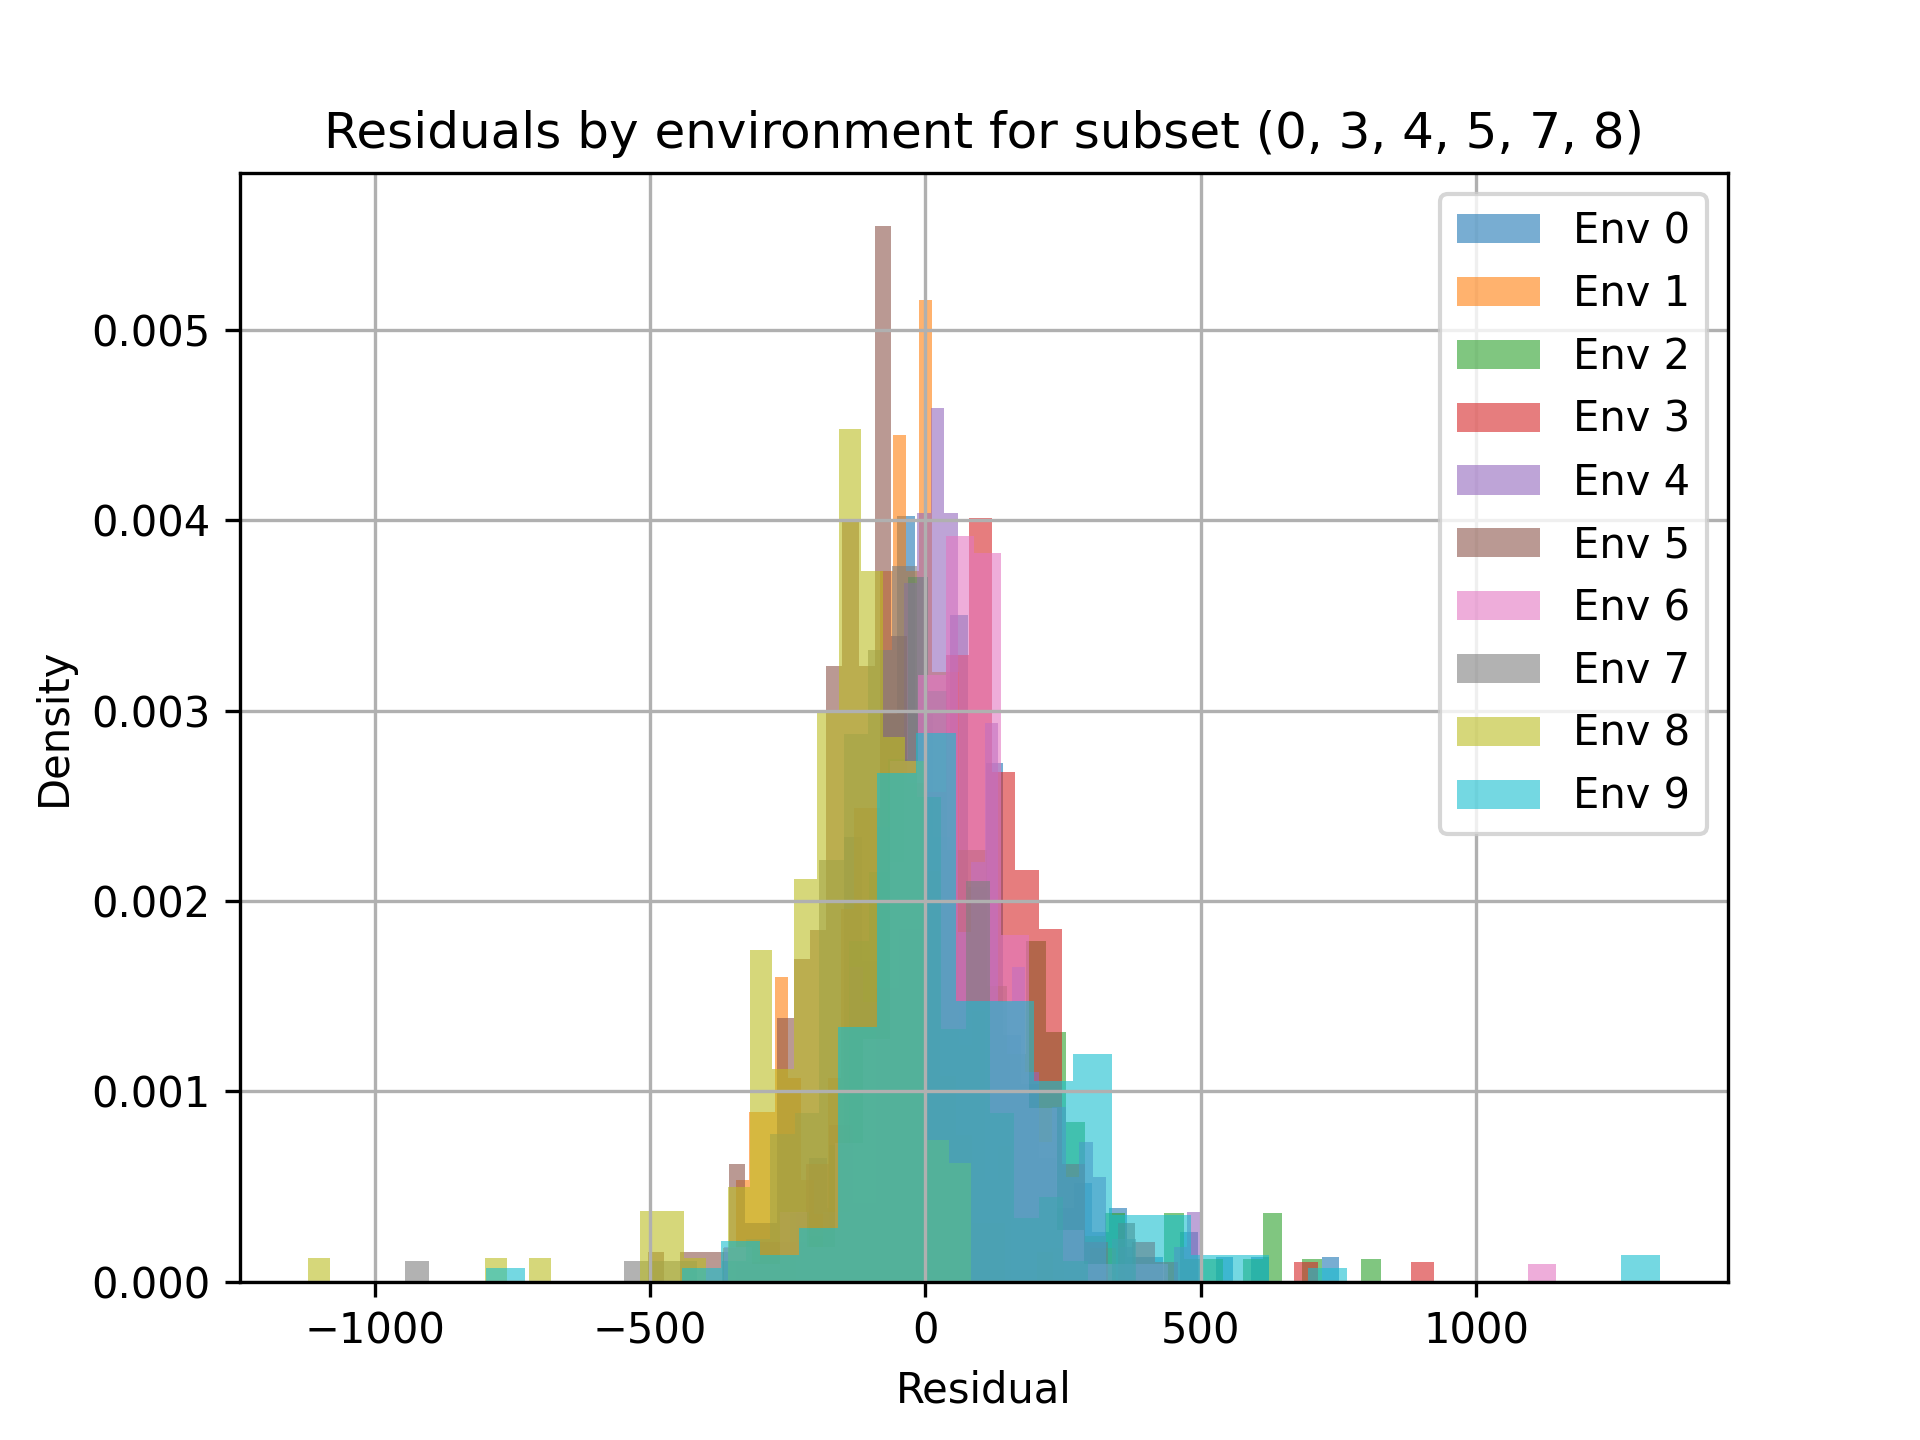 Residuals by environment for subset (0, 3, 4, 5, 7, 8)
Env 0
Env 1
Env 2
Env 3
Env 4
Env 5
Env 6
Env 7
Env 8
Env 9
Density
0.005
0.004
0.003
0.002
0.001
0.000
−1000 −500 0 500 1000
Residual